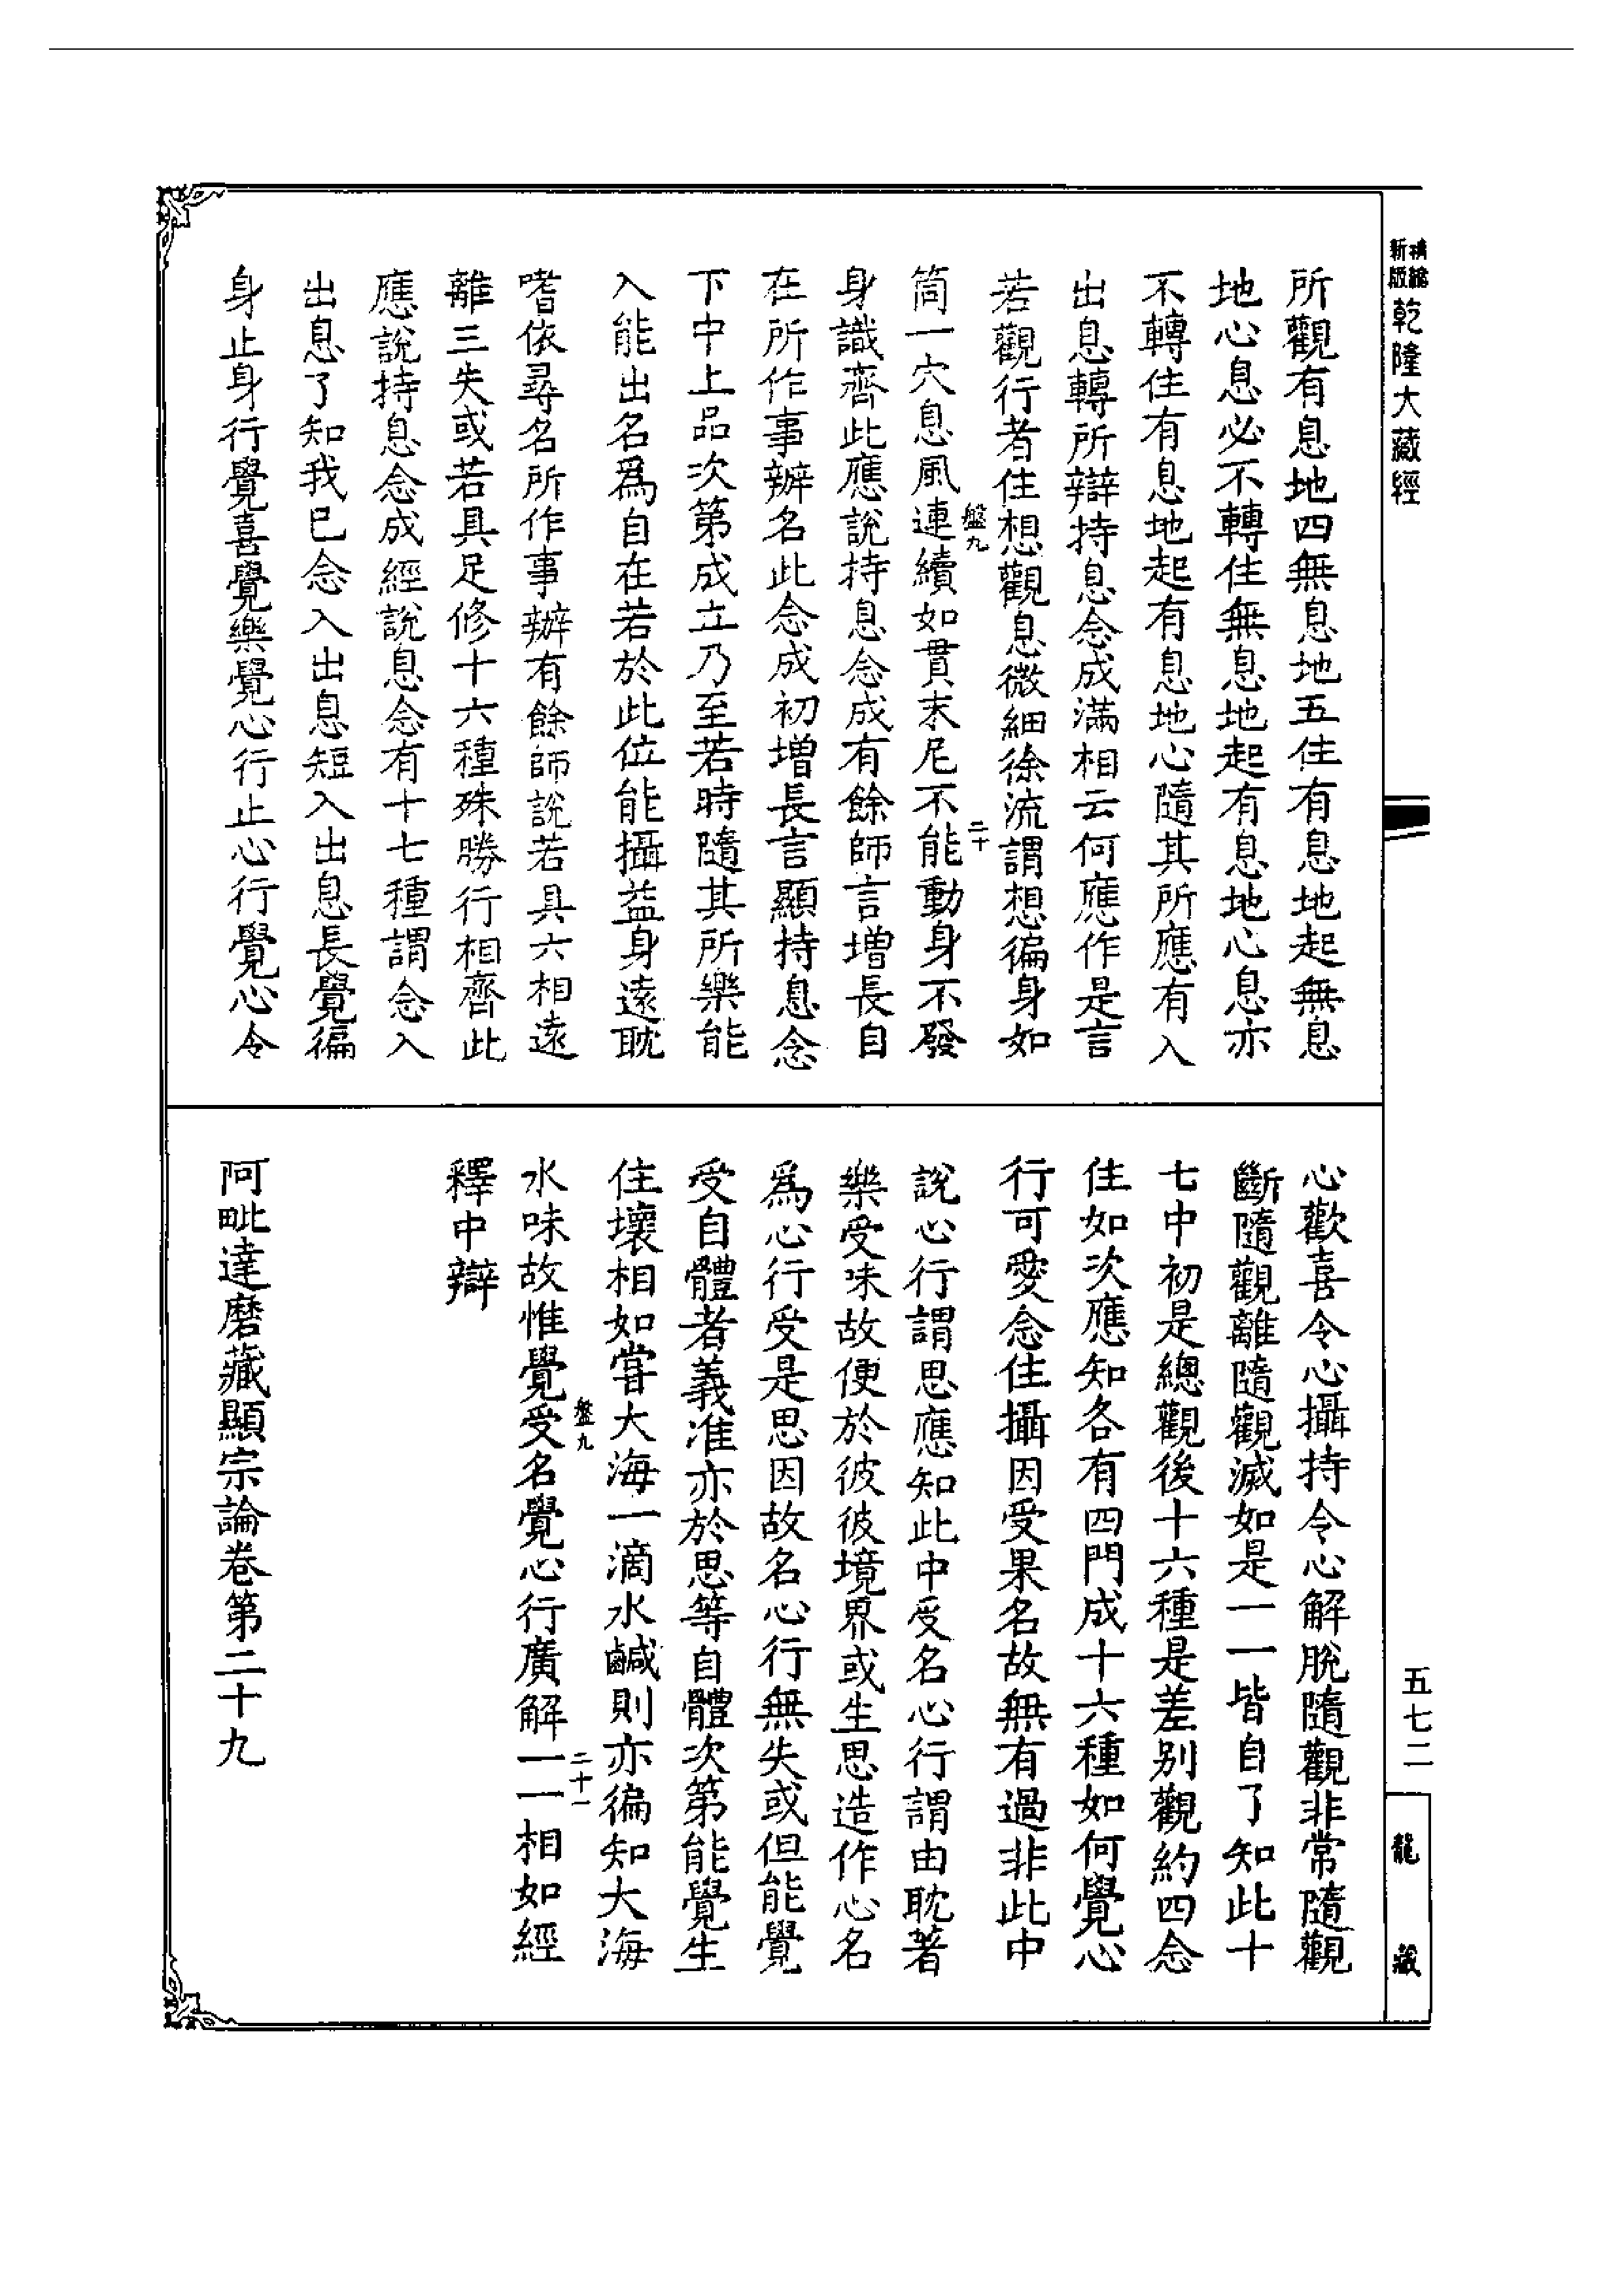 精縮新版乾隆大藏經
所觀有息地四無息地五住有息地起無息
地心息必不轉住無息地起有息地心息亦
不轉住有息地起有息地心隨其所應有入
出息轉所辯持息念成滿相云何應作是言
若觀行者住想觀息微細徐流謂想徧身如
盤九
二十
筒一穴息風連續如貫末尼不能動身不發
身識齊此應說持息念成有餘師言增長自
在所作事辦名此念成初增長言顯持息念
下中上品次第成立乃至若時隨其所樂能
入能出名爲自在若於此位能攝益身遠耽
嗜依尋名所作事辦有餘師說若具六相遠
離三失或若具足修十六種殊勝行相齊此
應說持息念成經說息念有十七種謂念入
出息了知我已念入出息短入出息長覺徧
身止身行覺喜覺樂覺心行止心行覺心令
心歡喜令心攝持令心解脫隨觀非常隨觀
斷隨觀離隨觀滅如是一一皆自了知此十
七中初是總觀後十六種是差別觀約四念
住如次應知各有四門成十六種如何覺心
行可愛念住攝因受果名故無有過非此中
說心行謂思應知此中受名心行謂由耽著
樂受味故便於彼彼境界或生思造作心名
爲心行受是思因故名心行無失或但能覺
受自體者義准亦於思等自體次第能覺生
住壞相如嘗大海一滴水鹹則亦徧知大海
盤九
二十一
水味故惟覺受名覺心行廣解一一相如經
釋中辯
阿毗達磨藏顯宗論卷第二十九
五七二
龍藏